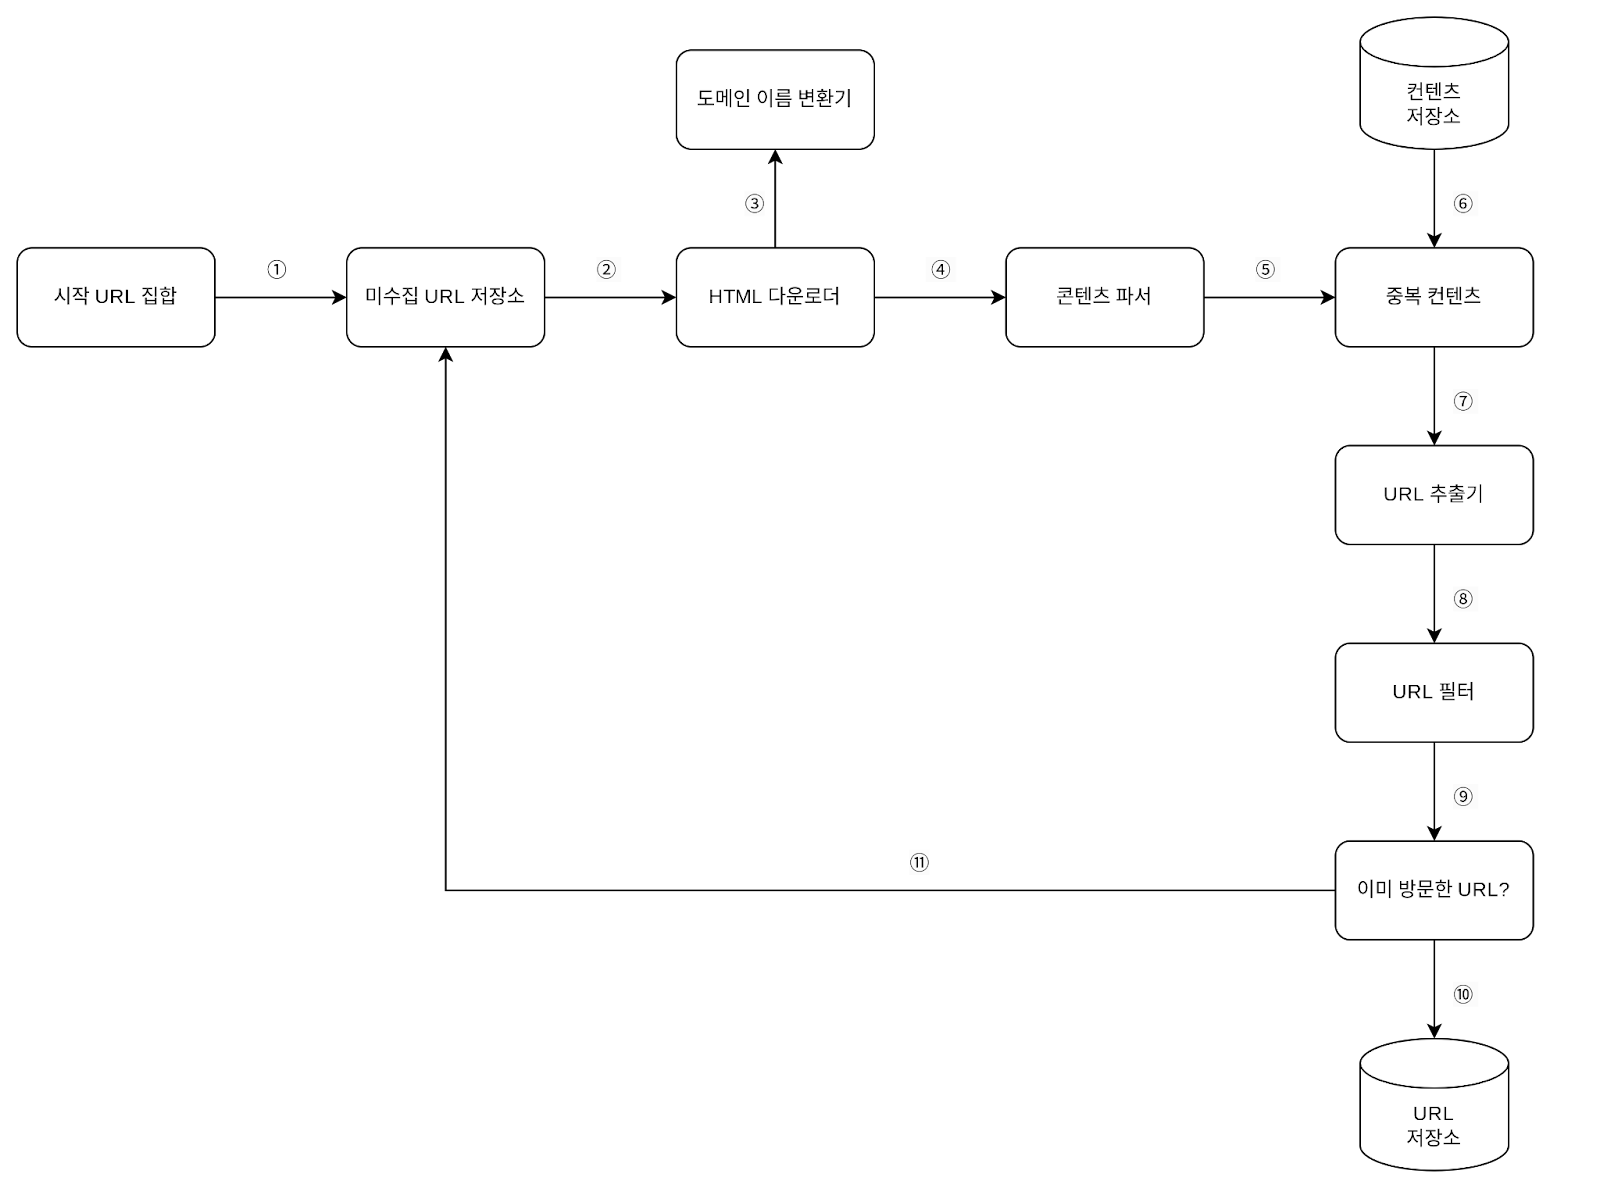 컨텐츠
저장소
도메인 이름 변환기
③
⑥
①
②
④
⑤
시작 URL 집합
미수집 URL 저장소
HTML 다운로더
콘텐츠 파서
중복 컨텐츠
⑦
URL 추출기
⑧
URL 필터
⑨
⑪
이미 방문한 URL?
⑩
URL
저장소